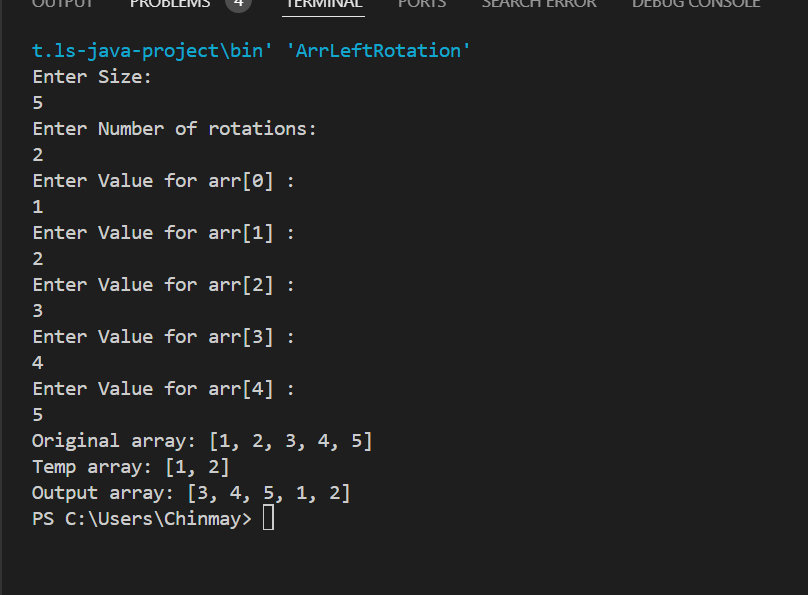 OUTPUT PROBLEMS 4 TERMINAL PORTS SEARCH ERROR DEBUG CONSOLE
t.ls-java-project\bin' 'ArrLeftRotation'
Enter Size:
5
Enter Number of rotations:
2
Enter Value for arr[0] :
1
Enter Value for arr[1] :
2
Enter Value for arr[2] :
3
Enter Value for arr[3] :
4
Enter Value for arr[4] :
5
Original array: [1, 2, 3, 4, 5]
Temp array: [1, 2]
Output array: [3, 4, 5, 1, 2]
PS C:\Users\Chinmay>